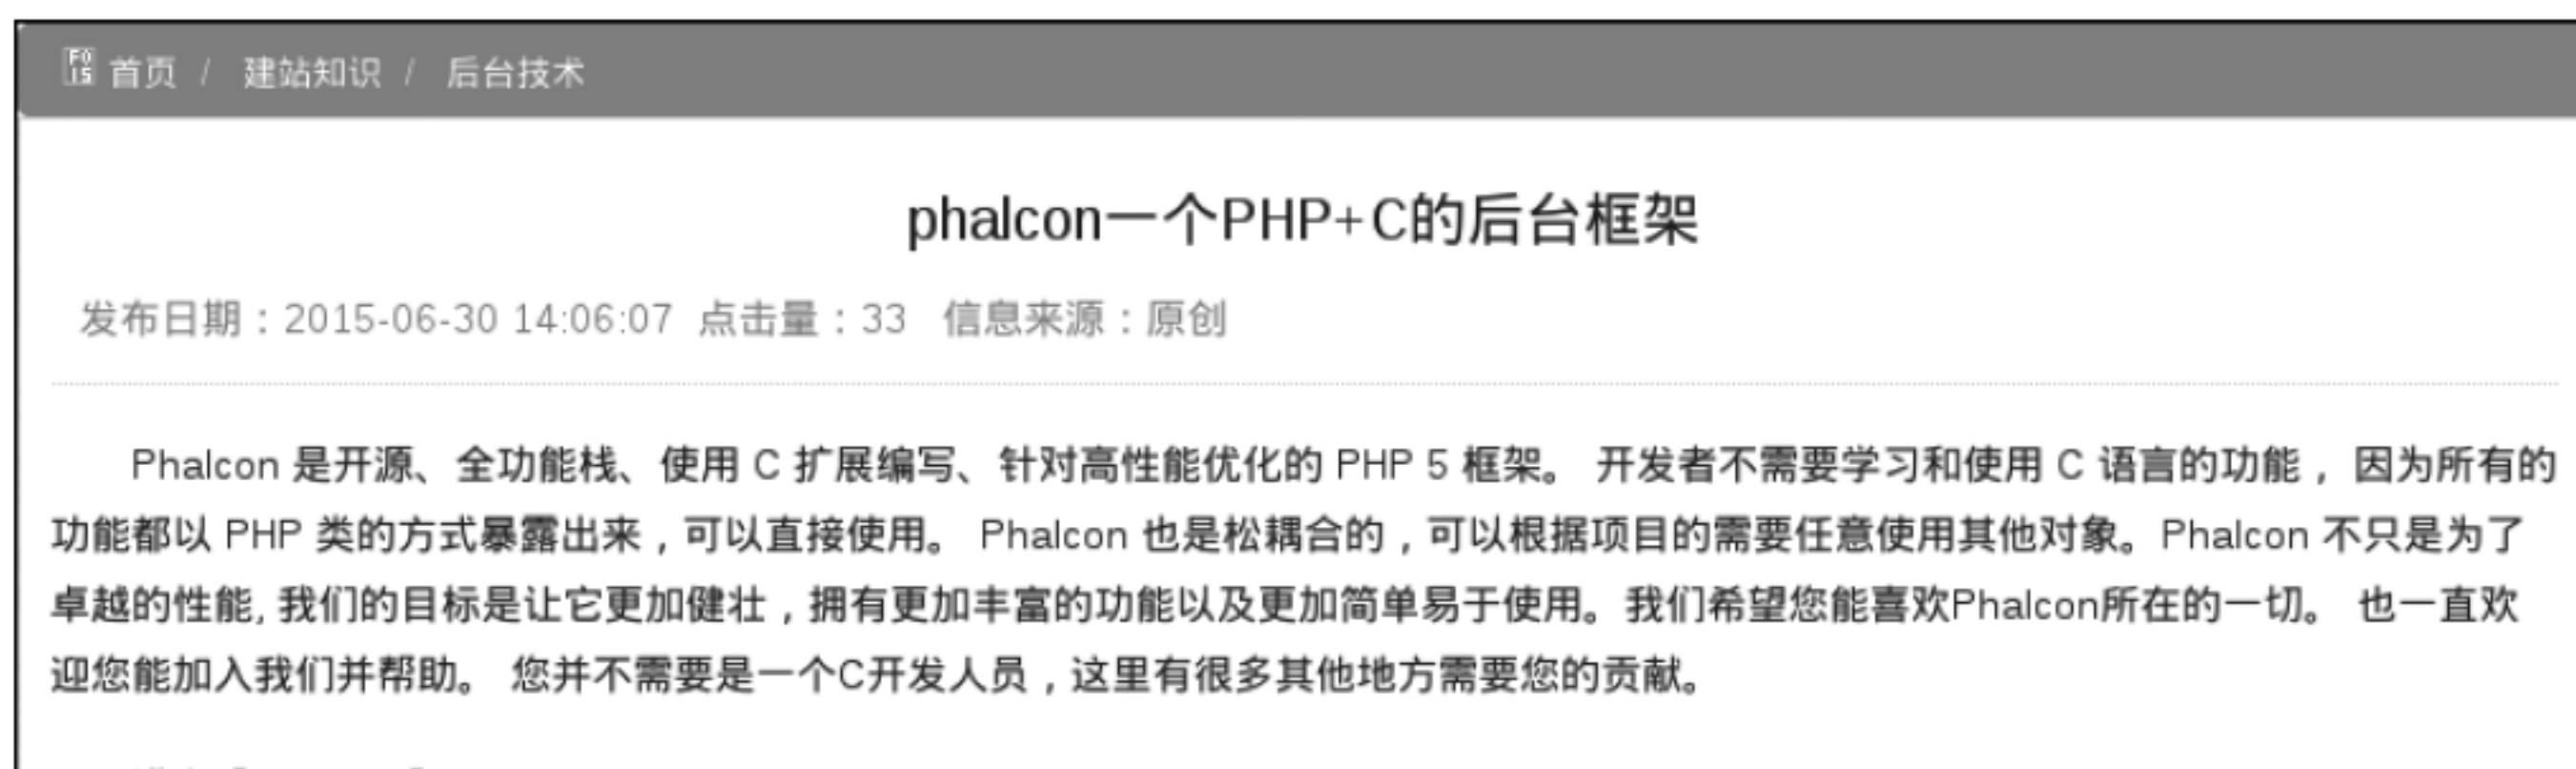 首页 / 建站知识 / 后台技术
phalcon一个PHP+C的后台框架
发布日期：2015-06-30 14:06:07 点击量：33 信息来源：原创
Phalcon 是开源、全功能栈、使用 C 扩展编写、针对高性能优化的 PHP 5 框架。 开发者不需要学习和使用 C 语言的功能， 因为所有的
功能都以 PHP 类的方式暴露出来，可以直接使用。 Phalcon 也是松耦合的，可以根据项目的需要任意使用其他对象。Phalcon 不只是为了
卓越的性能, 我们的目标是让它更加健壮，拥有更加丰富的功能以及更加简单易于使用。我们希望您能喜欢Phalcon所在的一切。 也一直欢
迎您能加入我们并帮助。 您并不需要是一个C开发人员，这里有很多其他地方需要您的贡献。